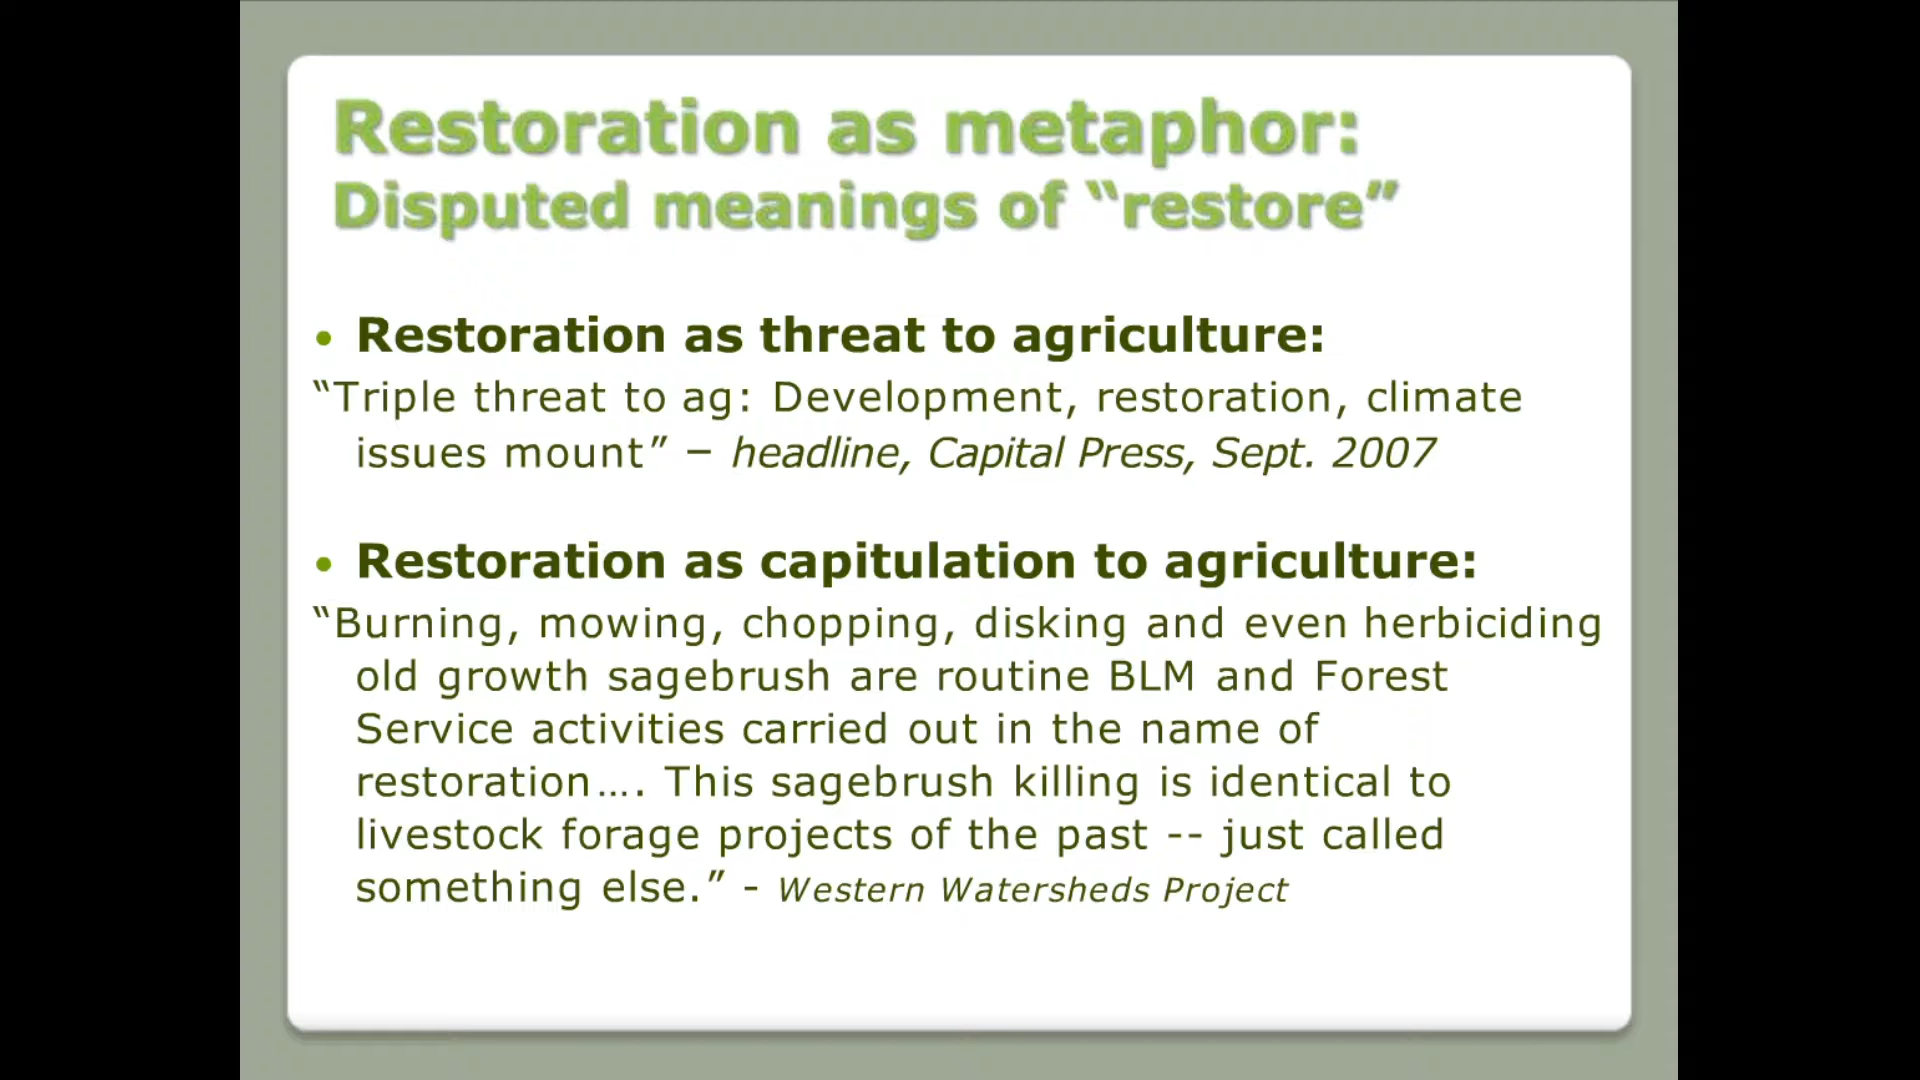 Restoration as metaphor:
Disputed meanings of “restore”
• Restoration as threat to agriculture:
“Triple threat to ag: Development, restoration, climate
issues mount” – headline, Capital Press, Sept. 2007
• Restoration as capitulation to agriculture:
“Burning, mowing, chopping, disking and even herbiciding
old growth sagebrush are routine BLM and Forest
Service activities carried out in the name of
restoration…. This sagebrush killing is identical to
livestock forage projects of the past -- just called
something else.” - Western Watersheds Project